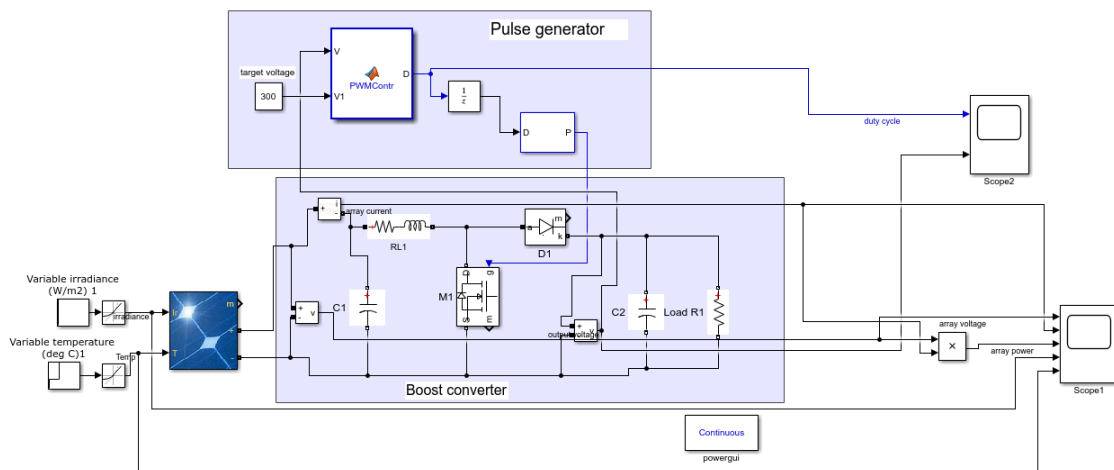 Pulse generator
target voltage
300
V
V1
PWMContr
D
1
z
D
P
duty cycle
Scope2
+
-
i
array current
RL1
a
k
m
D1
Variable irradiance
(W/m2) 1
irradiance
Variable temperature
(deg C)1
Temp
Ir
T
m
+
-
+
-
v
C1
M1
D
g
S
m
output voltage
+
-
v
C2
Load R1
Boost converter
array voltage
×
array power
Scope1
Continuous
powergui